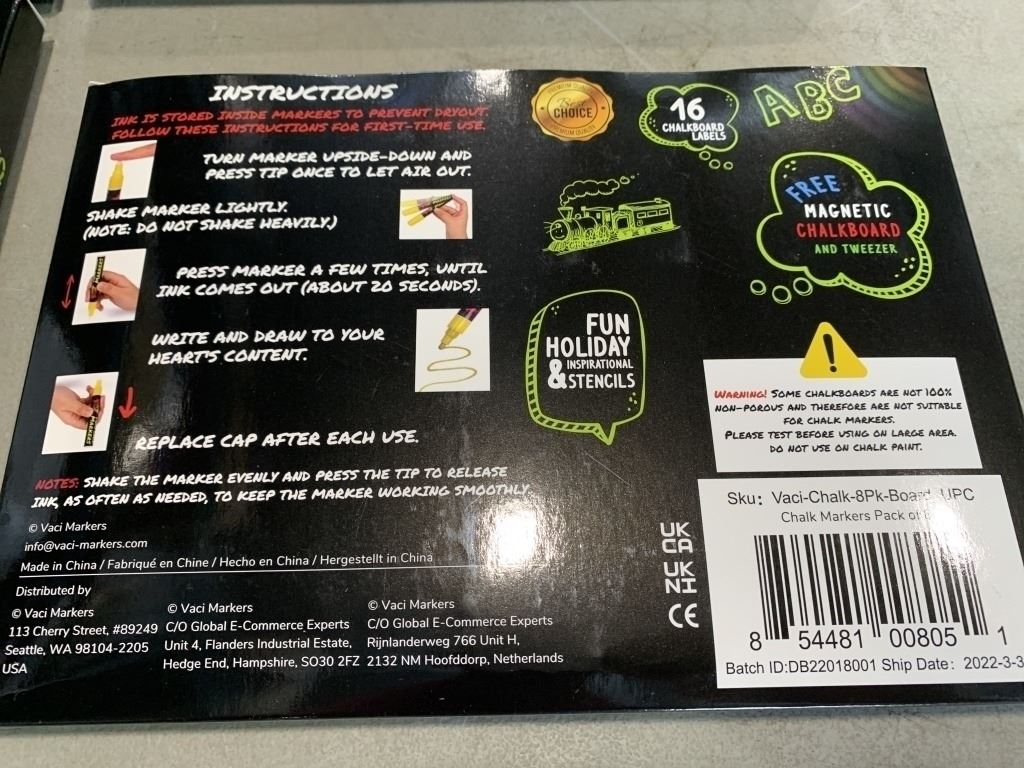 INSTRUCTIONS
INK IS STORED INSIDE MARKERS TO PREVENT DRYOUT.
FOLLOW THESE INSTRUCTIONS FOR FIRST-TIME USE.
TURN MARKER UPSIDE-DOWN AND
PRESS TIP ONCE TO LET AIR OUT.
SHAKE MARKER LIGHTLY.
(NOTE: DO NOT SHAKE HEAVILY.)
PRESS MARKER A FEW TIMES, UNTIL
INK COMES OUT (ABOUT 20 SECONDS).
WRITE AND DRAW TO YOUR
HEART'S CONTENT.
REPLACE CAP AFTER EACH USE.
NOTES: SHAKE THE MARKER EVENLY AND PRESS THE TIP TO RELEASE
INK, AS OFTEN AS NEEDED, TO KEEP THE MARKER WORKING SMOOTHLY
© Vaci Markers
info@vaci-markers.com
Made in China / Fabriqué en Chine / Hecho en China / Hergestellt in China
Distributed by
© Vaci Markers
113 Cherry Street, #89249
Seattle, WA 98104-2205
USA
© Vaci Markers
C/O Global E-Commerce Experts
Unit 4, Flanders Industrial Estate,
Hedge End, Hampshire, SO30 2FZ
© Vaci Markers
C/O Global E-Commerce Experts
Rijnlanderweg 766 Unit H,
2132 NM Hoofddorp, Netherlands
PREMIUM QUALITY
Best
CHOICE
PREMIUM QUALITY
16
CHALKBOARD
LABELS
ABC
FREE
MAGNETIC
CHALKBOARD
AND TWEEZER
FUN
HOLIDAY
& INSPIRATIONAL
STENCILS
WARNING! SOME CHALKBOARDS ARE NOT 100%
NON-POROUS AND THEREFORE ARE NOT SUITABLE
FOR CHALK MARKERS.
PLEASE TEST BEFORE USING ON LARGE AREA.
DO NOT USE ON CHALK PAINT.
UK
CA
UK
NI
CE
Sku: Vaci-Chalk-8Pk-Board UPC
Chalk Markers Pack of
8 54481 00805 1
Batch ID:DB22018001 Ship Date: 2022-3-3